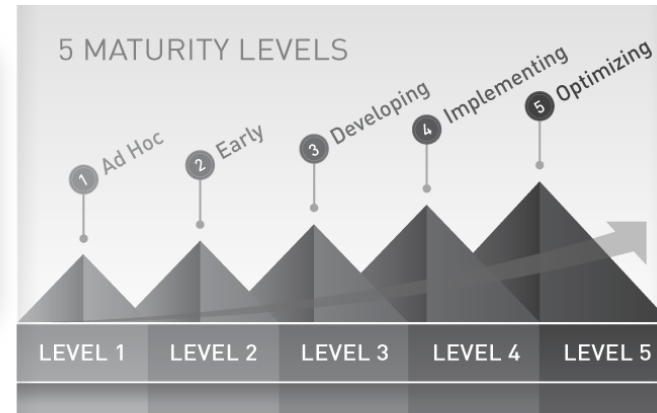 5 MATURITY LEVELS
1 Ad Hoc
2 Early
3 Developing
4 Implementing
5 Optimizing
LEVEL 1
LEVEL 2
LEVEL 3
LEVEL 4
LEVEL 5